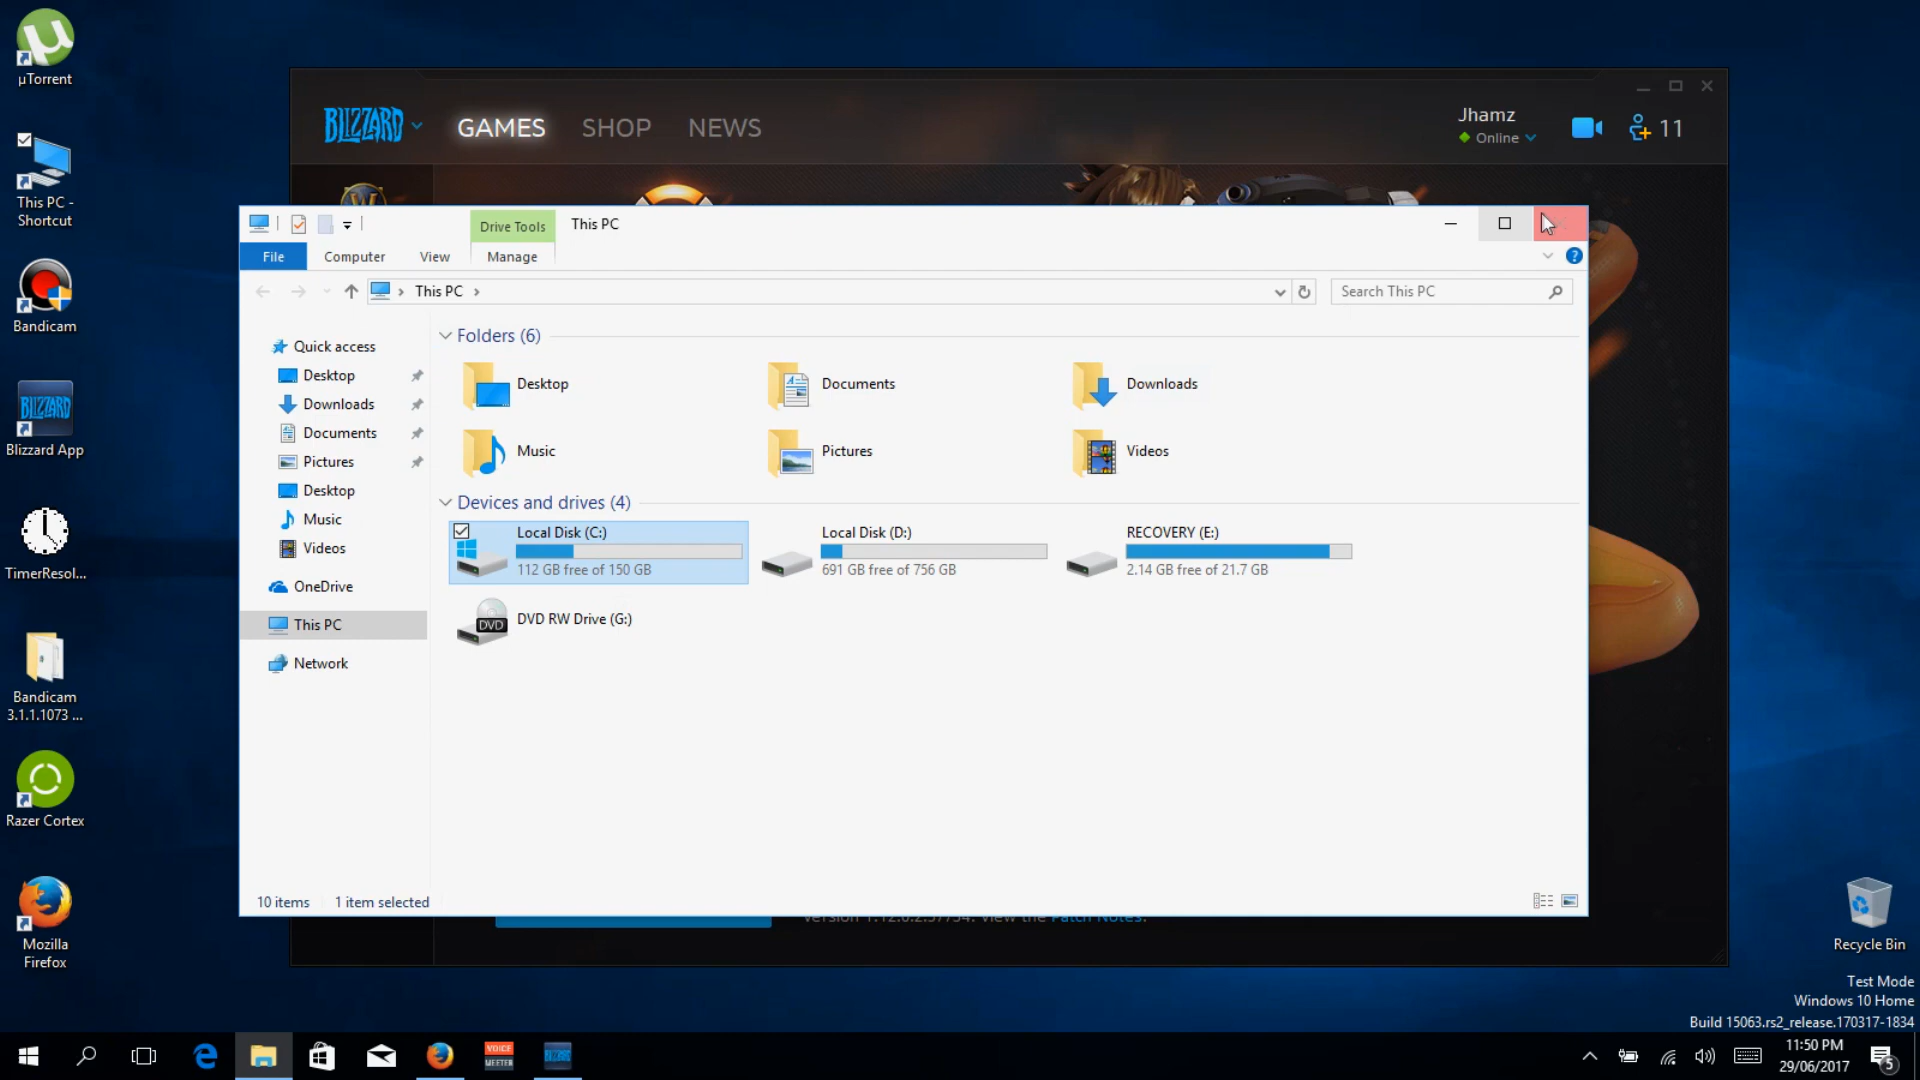 µTorrent
This PC -
Shortcut
Bandicam
BLIZZARD
Blizzard App
TimerResol...
Bandicam
3.1.1.1073 ...
Razer Cortex
Mozilla
Firefox
BLIZZARD
GAMES
SHOP
NEWS
Jhamz
Online
11
Drive Tools
This PC
File
Computer
View
Manage
This PC
Search This PC
Quick access
Desktop
Downloads
Documents
Pictures
Desktop
Music
Videos
OneDrive
This PC
Network
Folders (6)
Desktop
Documents
Downloads
Music
Pictures
Videos
Devices and drives (4)
Local Disk (C:)
112 GB free of 150 GB
Local Disk (D:)
691 GB free of 756 GB
RECOVERY (E:)
2.14 GB free of 21.7 GB
DVD
DVD RW Drive (G:)
10 items
1 item selected
Patch Notes.
Recycle Bin
Test Mode
Windows 10 Home
Build 15063.rs2_release.170317-1834
VOICE
MEETER
11:50 PM
29/06/2017
5